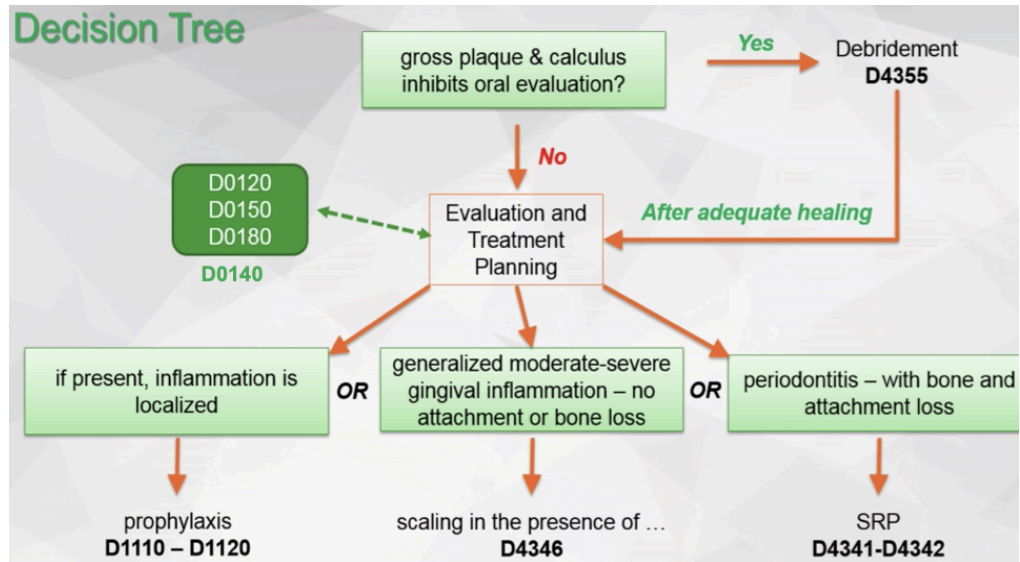 Decision Tree
gross plaque & calculus
inhibits oral evaluation?
Yes
Debridement
D4355
No
D0120
D0150
D0180
D0140
Evaluation and
Treatment
Planning
After adequate healing
if present, inflammation is
localized
OR
generalized moderate-severe
gingival inflammation – no
attachment or bone loss
OR
periodontitis – with bone and
attachment loss
prophylaxis
D1110 – D1120
scaling in the presence of …
D4346
SRP
D4341-D4342